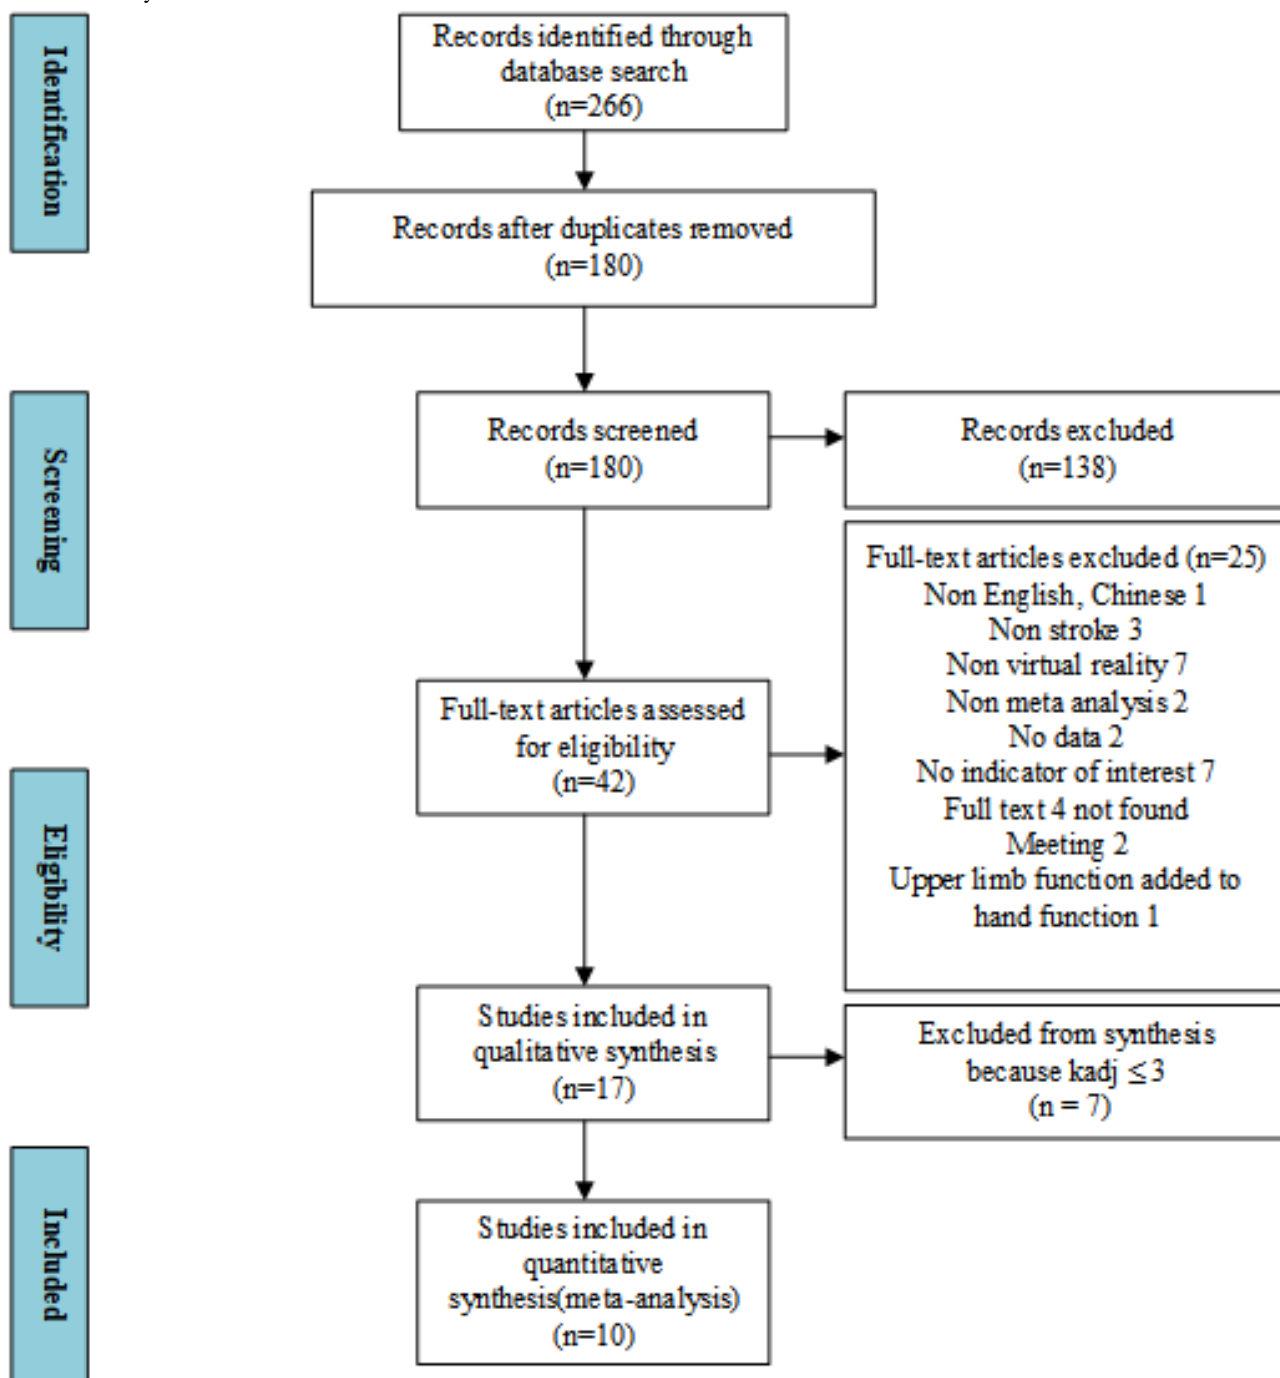 Identification
Records identified through
database search
(n=266)
Records after duplicates removed
(n=180)
Screening
Records screened
(n=180)
Records excluded
(n=138)
Full-text articles excluded (n=25)
Non English, Chinese 1
Non stroke 3
Non virtual reality 7
Non meta analysis 2
No data 2
No indicator of interest 7
Full text 4 not found
Meeting 2
Upper limb function added to
hand function 1
Full-text articles assessed
for eligibility
(n=42)
Eligibility
Studies included in
qualitative synthesis
(n=17)
Excluded from synthesis
because kadj ≤ 3
(n = 7)
Included
Studies included in
quantitative
synthesis(meta-analysis)
(n=10)